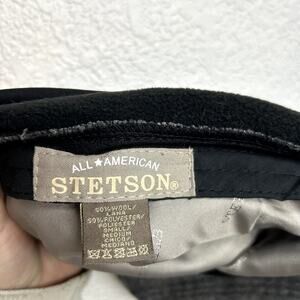 ALL★AMERICAN
STETSON®
50% WOOL/
LANA
50% POLYESTER/
POLIESTER
SMALL/
MEDIUM
CHICO/
MEDIANO